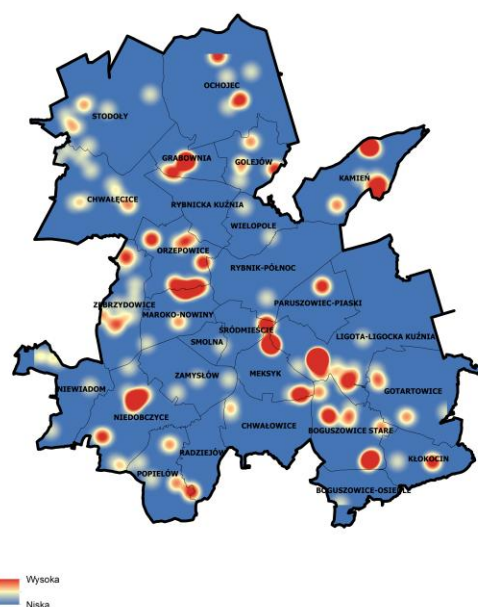 OCHOJEC
STODOŁY
GRABOWNIA
GOLEJÓW
KAMIEŃ
CHWAŁĘCICE
RYBNICKA KUŹNIA
WIELOPOLE
ORZEPOWICE
RYBNIK-PÓŁNOC
ZEBRZYDOWICE
PARUSZOWIEC-PIASKI
MAROKO-NOWINY
ŚRÓDMIEŚCIE
LIGOTA-LIGOCKA KUŹNIA
SMOLNA
ZAMYSŁÓW
MEKSYK
NIEWIADOM
GOTARTOWICE
NIEDOBCZYCE
CHWAŁOWICE
BOGUSZOWICE STARE
RADZIEJÓW
POPIELÓW
KŁOKOCIN
BOGUSZOWICE-OSIEDLE
Wysoka
Niska